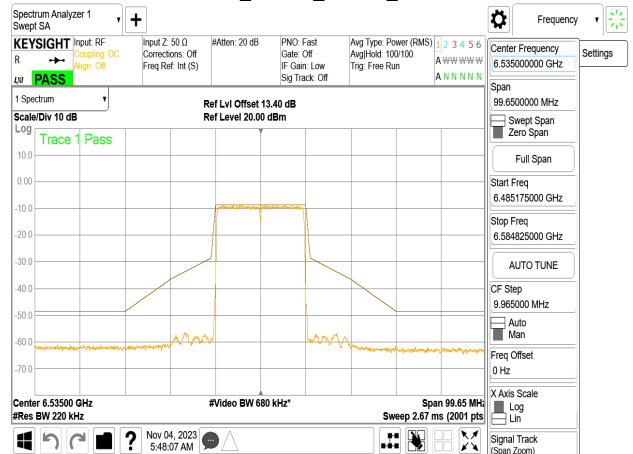 Spectrum Analyzer 1
Swept SA
Frequency
KEYSIGHT
R
LNI PASS
Input: RF
Coupling: DC
Align: Off
Input Z: 50 Ω
Corrections: Off
Freq Ref: Int (S)
#Atten: 20 dB
PNO: Fast
Gate: Off
IF Gain: Low
Sig Track: Off
Avg Type: Power (RMS)
Avg|Hold: 100/100
Trig: Free Run
1 2 3 4 5 6
A W W W W W
A N N N N N
1 Spectrum
Scale/Div 10 dB
Ref Lvl Offset 13.40 dB
Ref Level 20.00 dBm
Log
Trace 1 Pass
10.0
0.00
-10.0
-20.0
-30.0
-40.0
-50.0
-60.0
-70.0
Center 6.53500 GHz
#Res BW 220 kHz
#Video BW 680 kHz*
Span 99.65 MHz
Sweep 2.67 ms (2001 pts
Nov 04, 2023
5:48:07 AM
Center Frequency
6.535000000 GHz
Settings
Span
99.6500000 MHz
Swept Span
Zero Span
Full Span
Start Freq
6.485175000 GHz
Stop Freq
6.584825000 GHz
AUTO TUNE
CF Step
9.965000 MHz
Auto
Man
Freq Offset
0 Hz
X Axis Scale
Log
Lin
Signal Track
(Span Zoom)